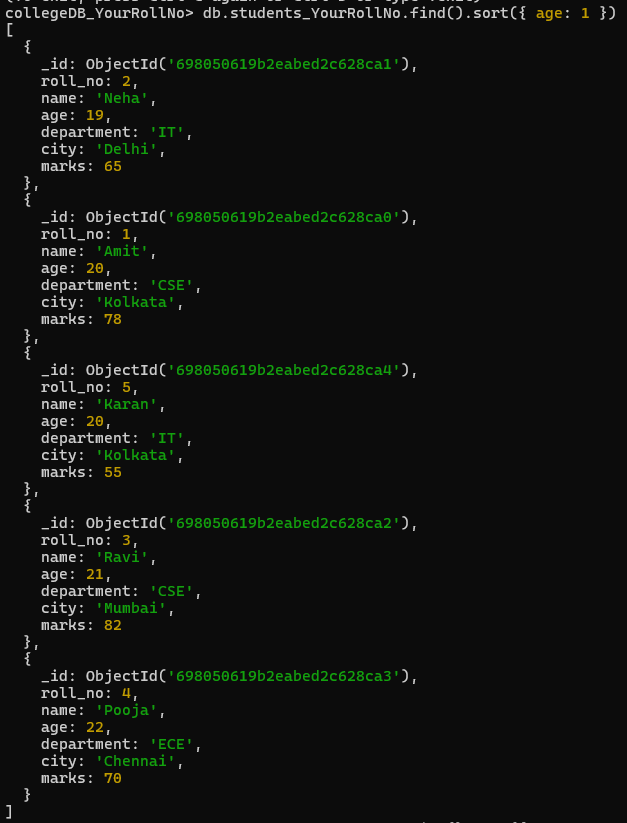 collegeDB_YourRollNo> db.students_YourRollNo.find().sort({ age: 1 })
[
  {
    _id: ObjectId('698050619b2eabed2c628ca1'),
    roll_no: 2,
    name: 'Neha',
    age: 19,
    department: 'IT',
    city: 'Delhi',
    marks: 65
  },
  {
    _id: ObjectId('698050619b2eabed2c628ca0'),
    roll_no: 1,
    name: 'Amit',
    age: 20,
    department: 'CSE',
    city: 'Kolkata',
    marks: 78
  },
  {
    _id: ObjectId('698050619b2eabed2c628ca4'),
    roll_no: 5,
    name: 'Karan',
    age: 20,
    department: 'IT',
    city: 'Kolkata',
    marks: 55
  },
  {
    _id: ObjectId('698050619b2eabed2c628ca2'),
    roll_no: 3,
    name: 'Ravi',
    age: 21,
    department: 'CSE',
    city: 'Mumbai',
    marks: 82
  },
  {
    _id: ObjectId('698050619b2eabed2c628ca3'),
    roll_no: 4,
    name: 'Pooja',
    age: 22,
    department: 'ECE',
    city: 'Chennai',
    marks: 70
  }
]